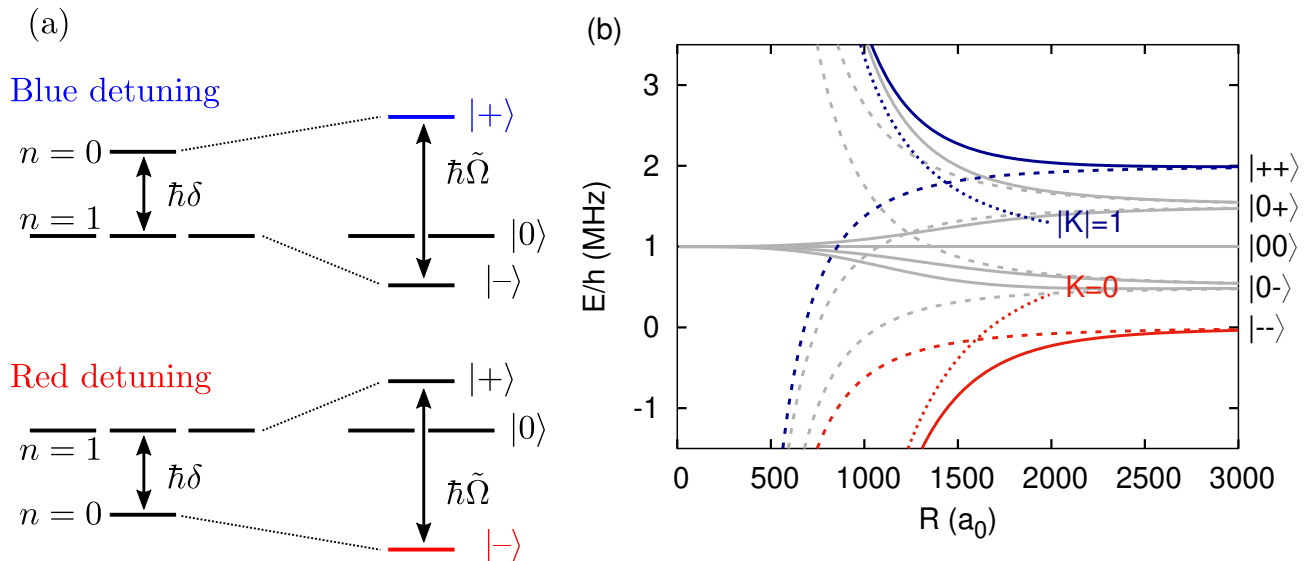 (a)
Blue detuning
n = 0
ħδ
n = 1
|+⟩
ħΩ̃
|0⟩
|−⟩
Red detuning
n = 1
ħδ
n = 0
|+⟩
|0⟩
ħΩ̃
|−⟩
(b)
E/h (MHz)
3
2
1
0
-1
0 500 1000 1500 2000 2500 3000
R (a₀)
|K|=1
K=0
|++⟩
|0+⟩
|00⟩
|0-⟩
|--⟩